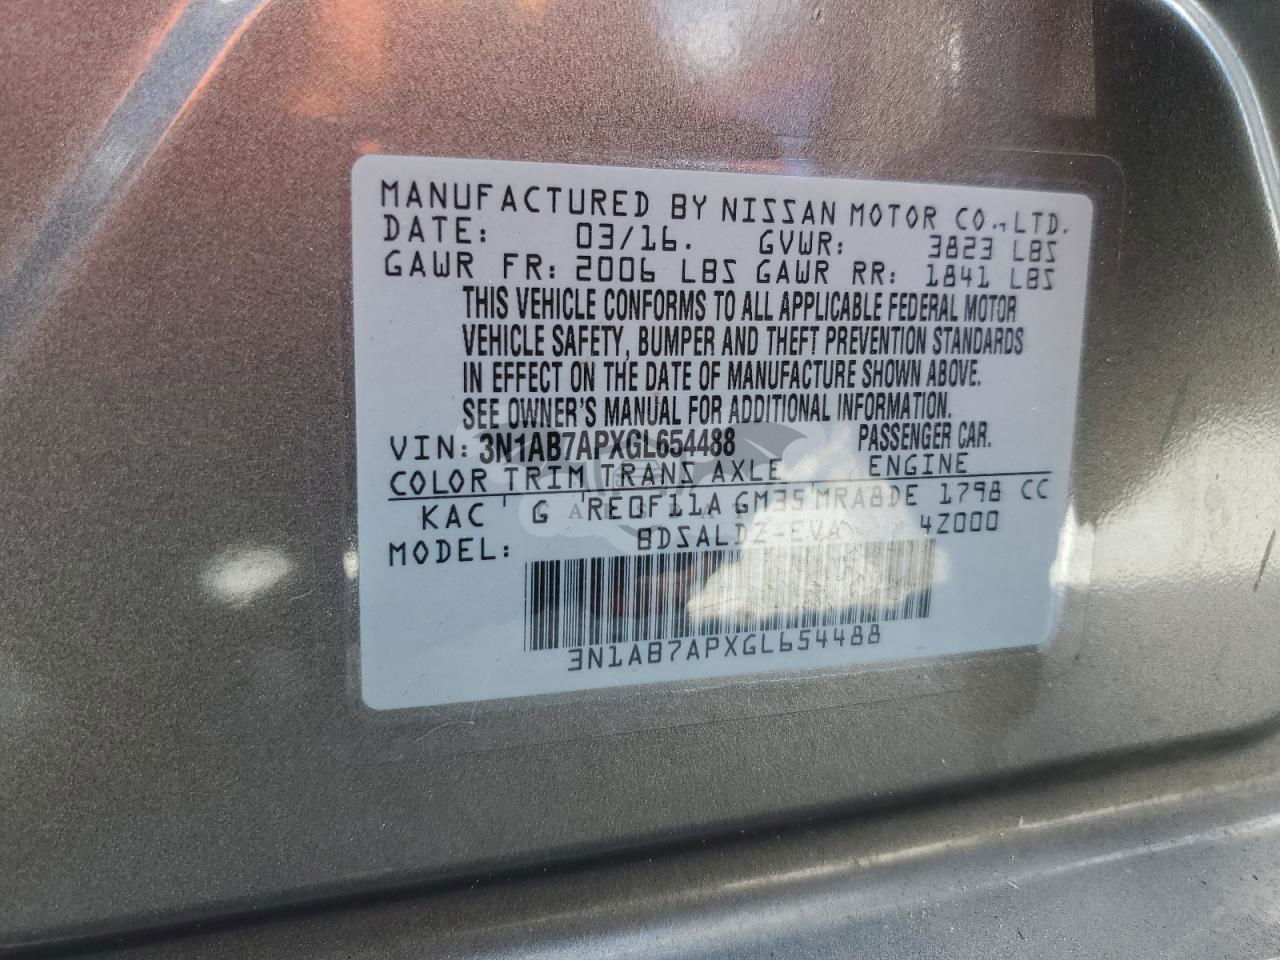 MANUFACTURED BY NISSAN MOTOR CO.,LTD.
DATE: 03/16. GVWR: 3823 LBS
GAWR FR: 2006 LBS GAWR RR: 1841 LBS
THIS VEHICLE CONFORMS TO ALL APPLICABLE FEDERAL MOTOR
VEHICLE SAFETY, BUMPER AND THEFT PREVENTION STANDARDS
IN EFFECT ON THE DATE OF MANUFACTURE SHOWN ABOVE.
SEE OWNER'S MANUAL FOR ADDITIONAL INFORMATION.
VIN: 3N1AB7APXGL654488 PASSENGER CAR.
COLOR TRIM TRANS AXLE ENGINE
KAC G RE0F11A GM35 MRA8DE 1798 CC
MODEL: BDSALDZ-EVA 4Z000
3N1AB7APXGL654488